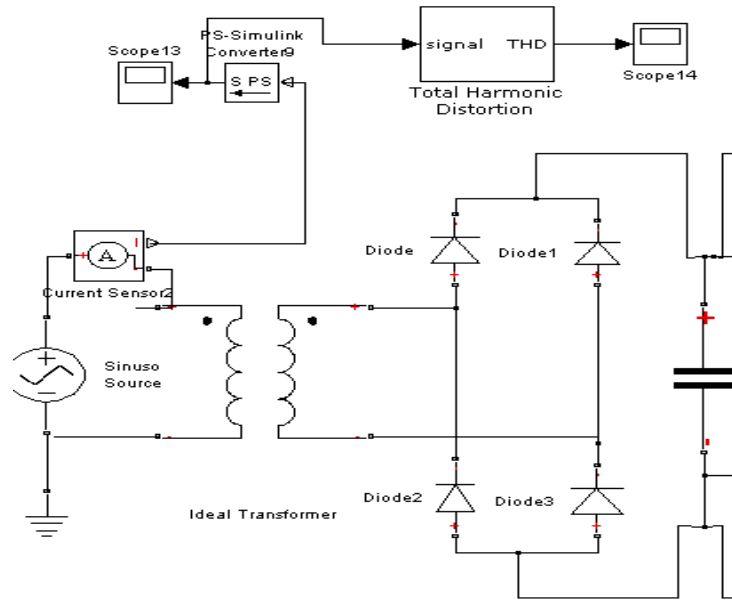 PS-Simulink
Converter9
Scope13
S PS
signal THD
Scope14
Total Harmonic
Distortion
Diode
Diode1
I
A
Current Sensor2
Sinuso
Source
Diode2
Diode3
Ideal Transformer